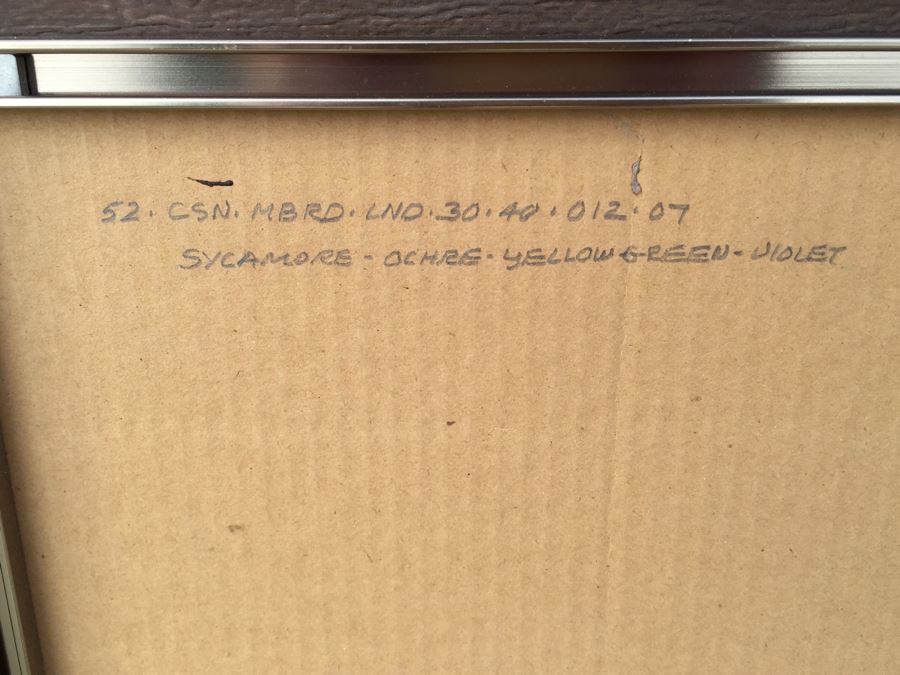 52. CSN. MBRD. LND. 30. 40. 012. 07
SYCAMORE - OCHRE - YELLOW GREEN - VIOLET